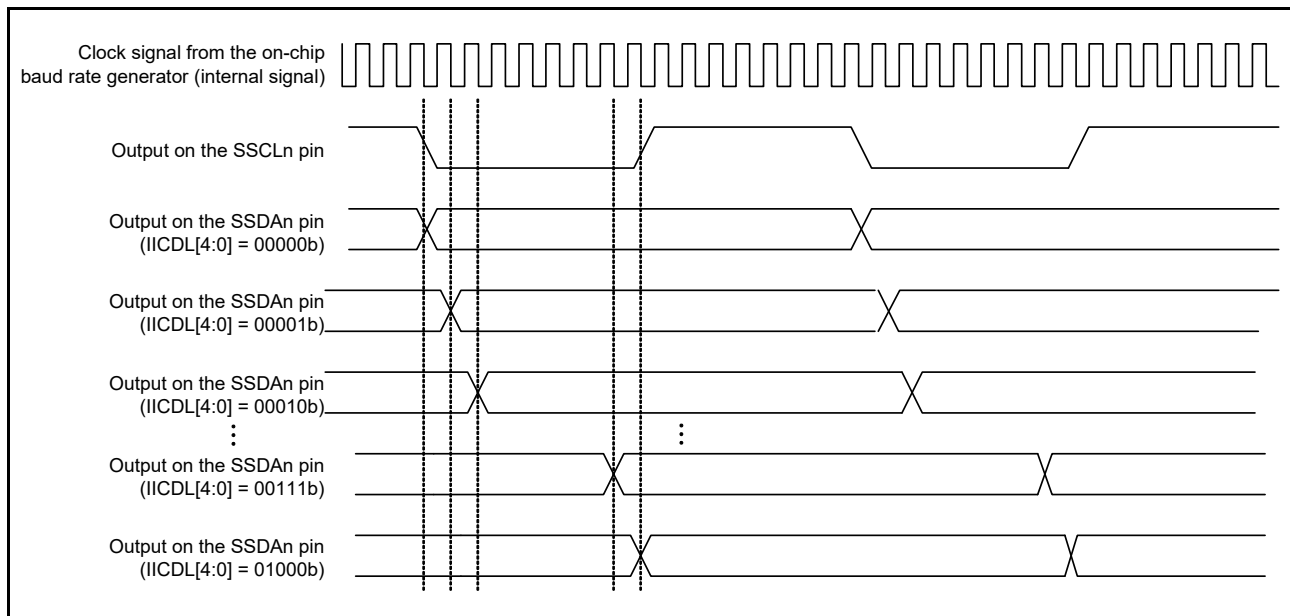 Clock signal from the on-chip
baud rate generator (internal signal)
Output on the SSCLn pin
Output on the SSDAn pin
(IICDL[4:0] = 00000b)
Output on the SSDAn pin
(IICDL[4:0] = 00001b)
Output on the SSDAn pin
(IICDL[4:0] = 00010b)
Output on the SSDAn pin
(IICDL[4:0] = 00111b)
Output on the SSDAn pin
(IICDL[4:0] = 01000b)